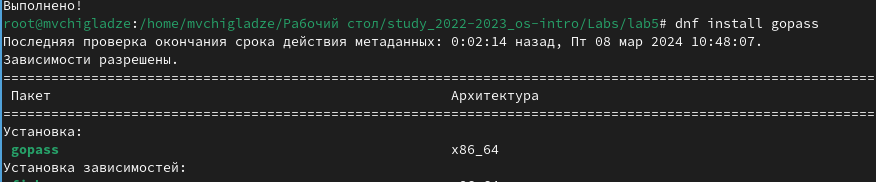 Выполнено!
root@mvchigladze:/home/mvchigladze/Рабочий стол/study_2022-2023_os-intro/Labs/lab5# dnf install gopass
Последняя проверка окончания срока действия метаданных: 0:02:14 назад, Пт 08 мар 2024 10:48:07.
Зависимости разрешены.
================================================================================================================
Пакет Архитектура
================================================================================================================
Установка:
gopass x86_64
Установка зависимостей: